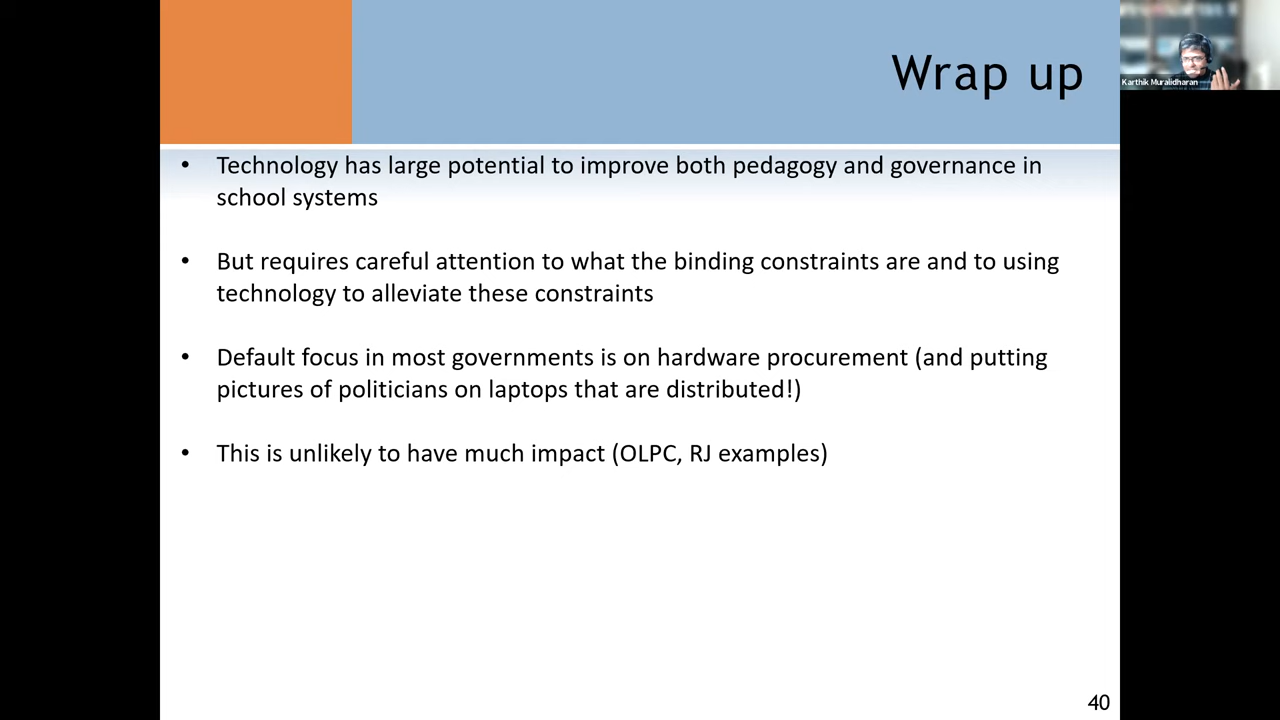 Wrap up
Karthik Muralidharan
• Technology has large potential to improve both pedagogy and governance in
school systems
• But requires careful attention to what the binding constraints are and to using
technology to alleviate these constraints
• Default focus in most governments is on hardware procurement (and putting
pictures of politicians on laptops that are distributed!)
• This is unlikely to have much impact (OLPC, RJ examples)
40